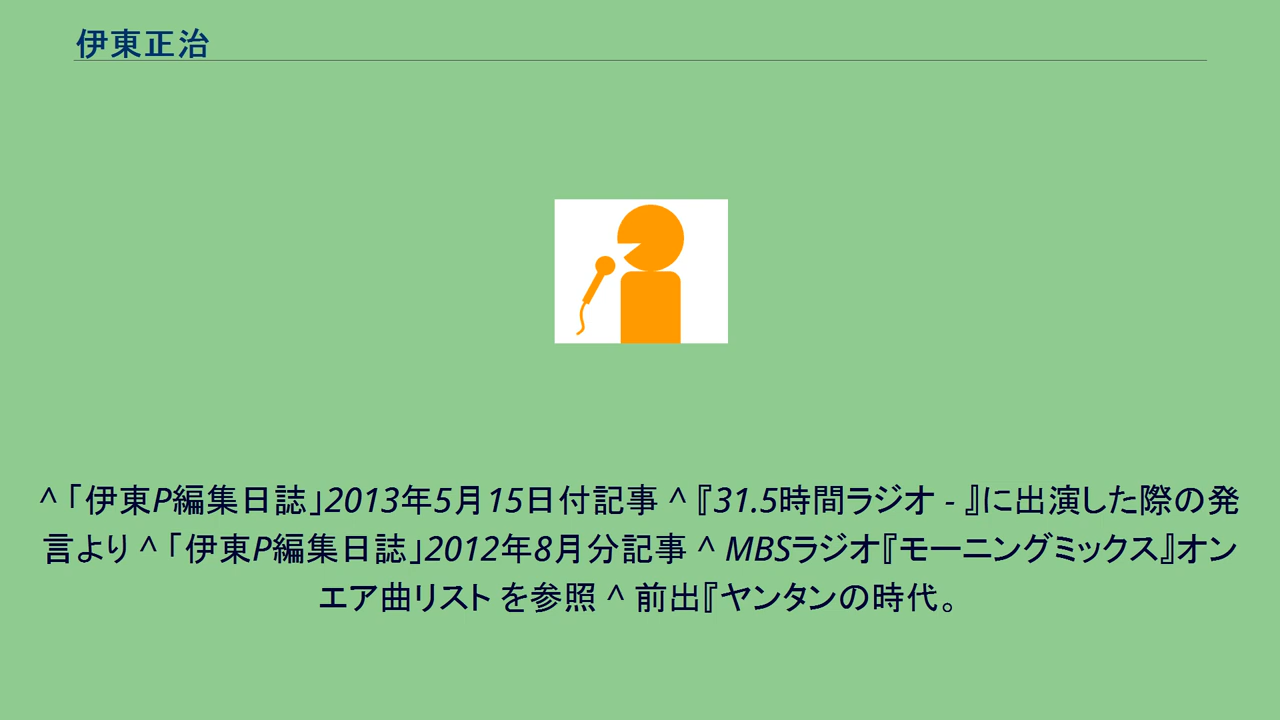 伊東正治
^ 「伊東P編集日誌」2013年5月15日付記事 ^ 『31.5時間ラジオ - 』に出演した際の発
言より ^ 「伊東P編集日誌」2012年8月分記事 ^ MBSラジオ『モーニングミックス』オン
エア曲リスト を参照 ^ 前出『ヤンタンの時代。